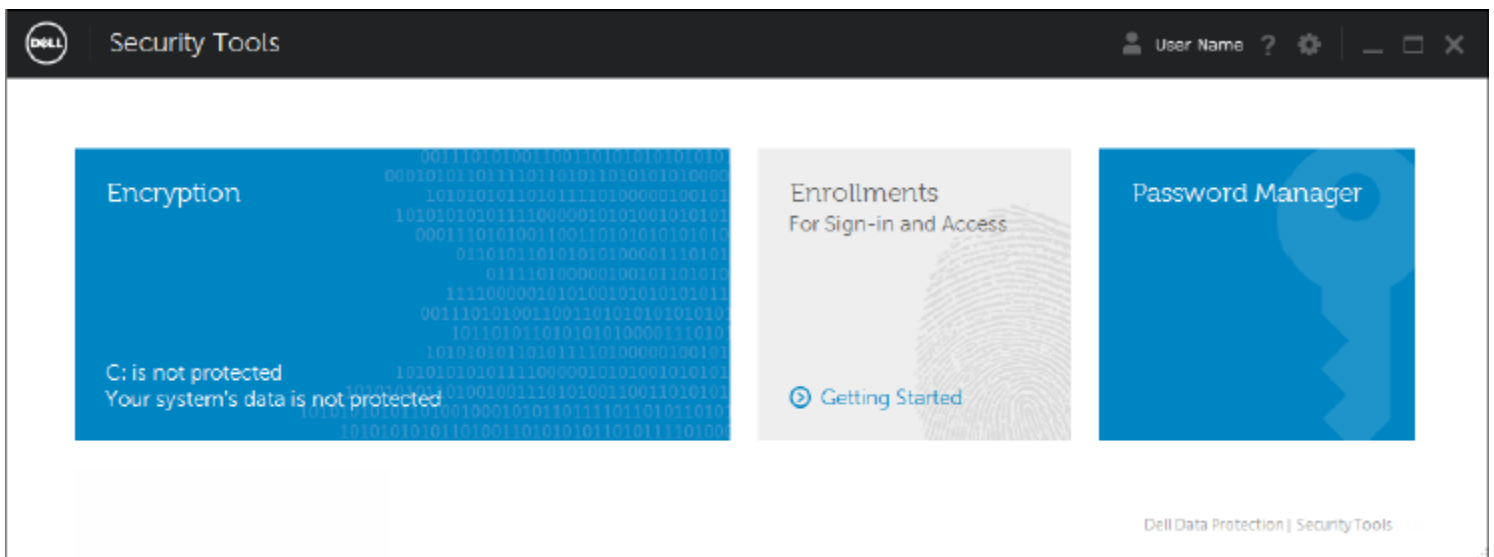 DELL
Security Tools
User Name
Encryption
C: is not protected
Your system's data is not protected
Enrollments
For Sign-in and Access
Getting Started
Password Manager
Dell Data Protection | Security Tools